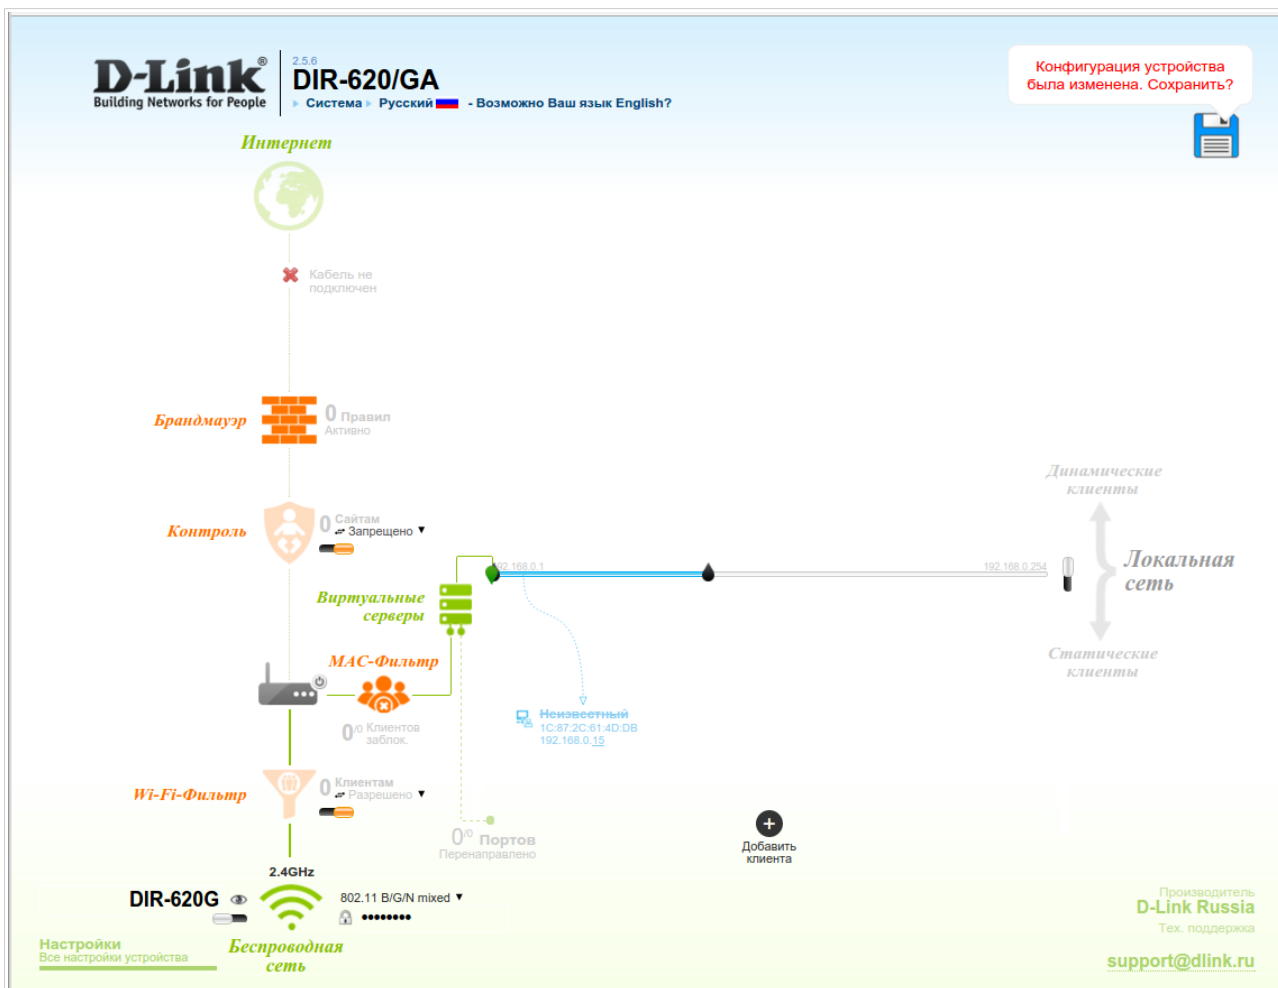 D-Link®
Building Networks for People
2.5.6
DIR-620/GA
Система Русский - Возможно Ваш язык English?
Конфигурация устройства
была изменена. Сохранить?
Интернет
Кабель не
подключен
Брандмауэр
0 Правил
Активно
Контроль
0 Сайтам
Запрещено ▼
Динамические
клиенты
192.168.0.1
192.168.0.254
Локальная
сеть
Виртуальные
серверы
Статические
клиенты
MAC-Фильтр
0/0 Клиентов
заблок.
Неизвестный
1C:87:2C:61:4D:DB
192.168.0.15
Wi-Fi-Фильтр
0 Клиентам
Разрешено ▼
0/0 Портов
Перенаправлено
Добавить
клиента
2.4GHz
DIR-620G
802.11 B/G/N mixed ▼
••••••••
Беспроводная
сеть
Настройки
Все настройки устройства
Производитель
D-Link Russia
Тех. поддержка
support@dlink.ru